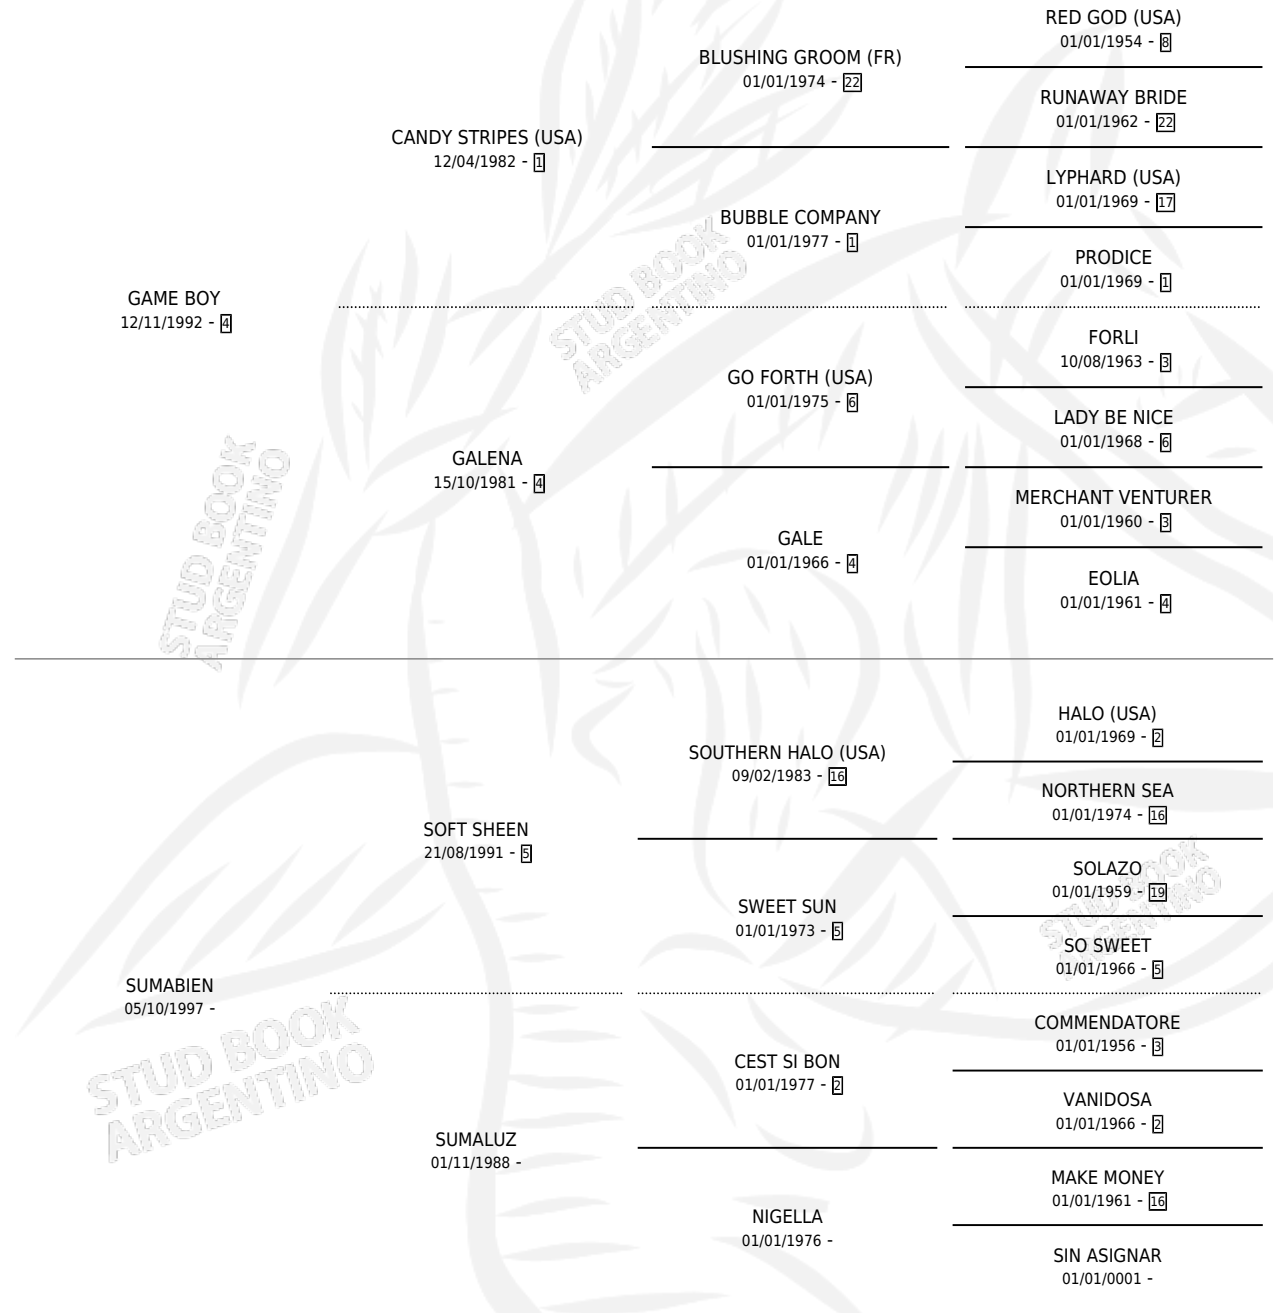 RED GOD (USA)
01/01/1954 - 8
BLUSHING GROOM (FR)
01/01/1974 - 22
RUNAWAY BRIDE
01/01/1962 - 22
CANDY STRIPES (USA)
12/04/1982 - 1
LYPHARD (USA)
01/01/1969 - 17
BUBBLE COMPANY
01/01/1977 - 1
PRODICE
01/01/1969 - 1
GAME BOY
12/11/1992 - 4
STUD BOOK
ARGENTINO
FORLI
10/08/1963 - 3
GO FORTH (USA)
01/01/1975 - 6
LADY BE NICE
01/01/1968 - 6
GALENA
15/10/1981 - 4
MERCHANT VENTURER
01/01/1960 - 3
GALE
01/01/1966 - 4
EOLIA
01/01/1961 - 4
STUD BOOK
ARGENTINO
HALO (USA)
01/01/1969 - 2
SOUTHERN HALO (USA)
09/02/1983 - 16
NORTHERN SEA
01/01/1974 - 16
SOFT SHEEN
21/08/1991 - 5
SOLAZO
01/01/1959 - 19
STUD BOOK
ARGENTINO
SWEET SUN
01/01/1973 - 5
SO SWEET
01/01/1966 - 5
SUMABIEN
05/10/1997 -
STUD BOOK
ARGENTINO
COMMENDATORE
01/01/1956 - 3
CEST SI BON
01/01/1977 - 2
VANIDOSA
01/01/1966 - 2
SUMALUZ
01/11/1988 -
MAKE MONEY
01/01/1961 - 16
NIGELLA
01/01/1976 -
SIN ASIGNAR
01/01/0001 -